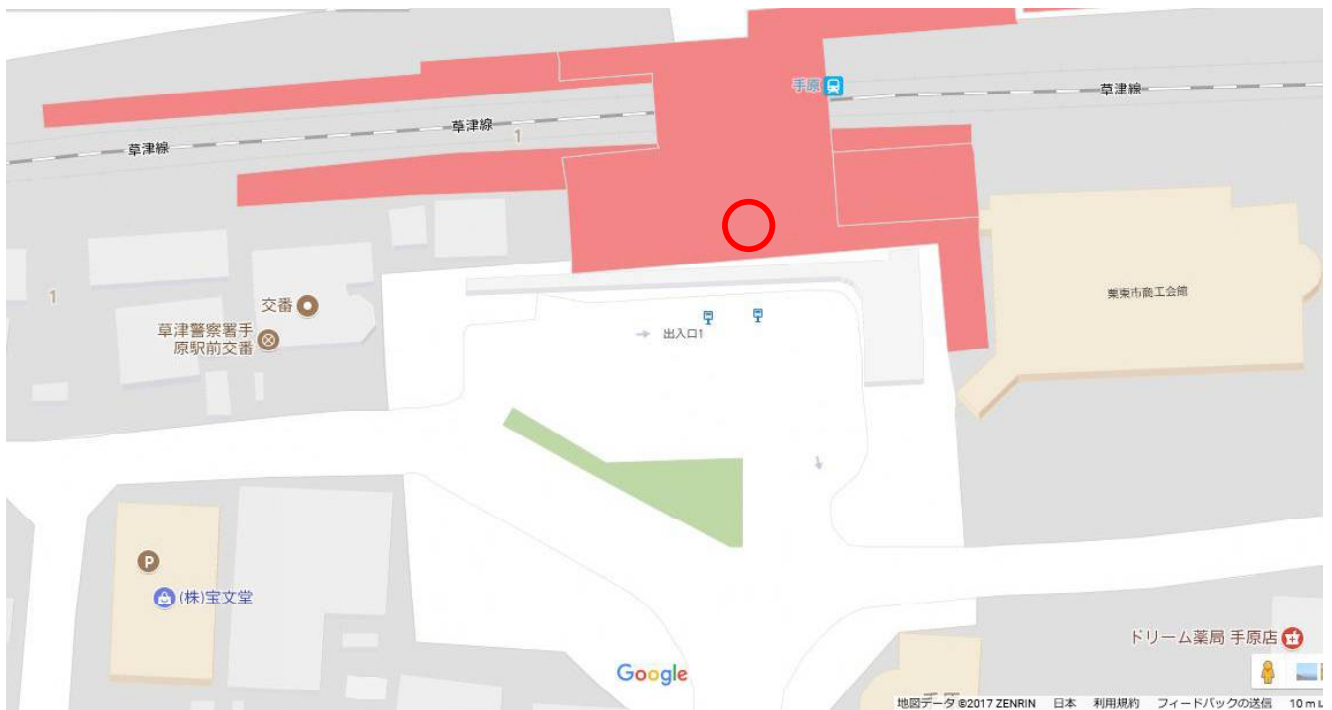 手原
草津線
草津線
1
草津線
1
栗東市商工会館
交番
草津警察署手
原駅前交番
出入口1
P
(株)宝文堂
ドリーム薬局 手原店
Google
手原
地図データ ©2017 ZENRIN 日本 利用規約 フィードバックの送信 10 m